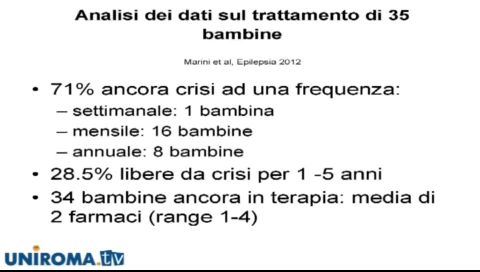 Analisi dei dati sul trattamento di 35
bambine
Marini et al, Epilepsia 2012
• 71% ancora crisi ad una frequenza:
– settimanale: 1 bambina
– mensile: 16 bambine
– annuale: 8 bambine
• 28.5% libere da crisi per 1 -5 anni
• 34 bambine ancora in terapia: media di
2 farmaci (range 1-4)
UNIROMA.tv